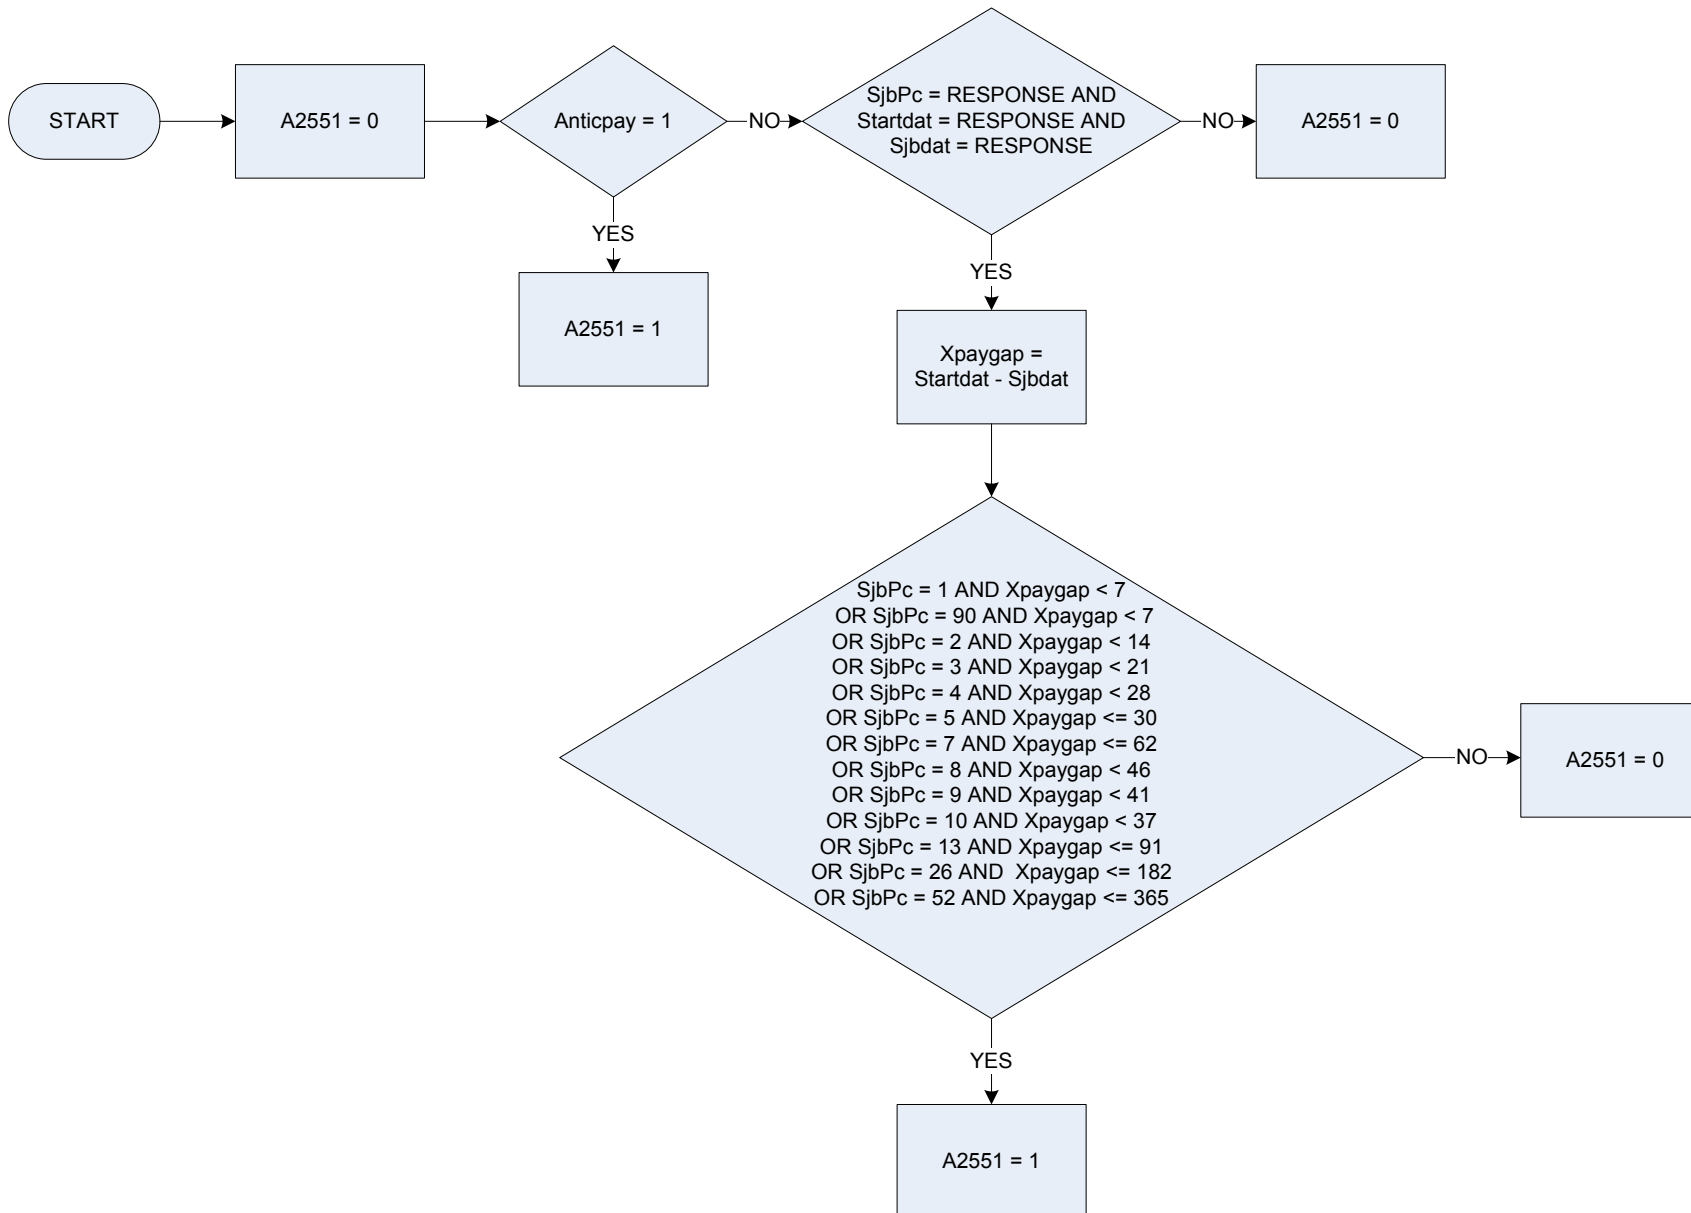 START
A2551 = 0
Anticpay = 1
NO
SjbPc = RESPONSE AND
Startdat = RESPONSE AND
Sjbdat = RESPONSE
NO
A2551 = 0
YES
A2551 = 1
YES
Xpaygap =
Startdat - Sjbdat
SjbPc = 1 AND Xpaygap < 7
OR SjbPc = 90 AND Xpaygap < 7
OR SjbPc = 2 AND Xpaygap < 14
OR SjbPc = 3 AND Xpaygap < 21
OR SjbPc = 4 AND Xpaygap < 28
OR SjbPc = 5 AND Xpaygap <= 30
OR SjbPc = 7 AND Xpaygap <= 62
OR SjbPc = 8 AND Xpaygap < 46
OR SjbPc = 9 AND Xpaygap < 41
OR SjbPc = 10 AND Xpaygap < 37
OR SjbPc = 13 AND Xpaygap <= 91
OR SjbPc = 26 AND  Xpaygap <= 182
OR SjbPc = 52 AND Xpaygap <= 365
NO
A2551 = 0
YES
A2551 = 1